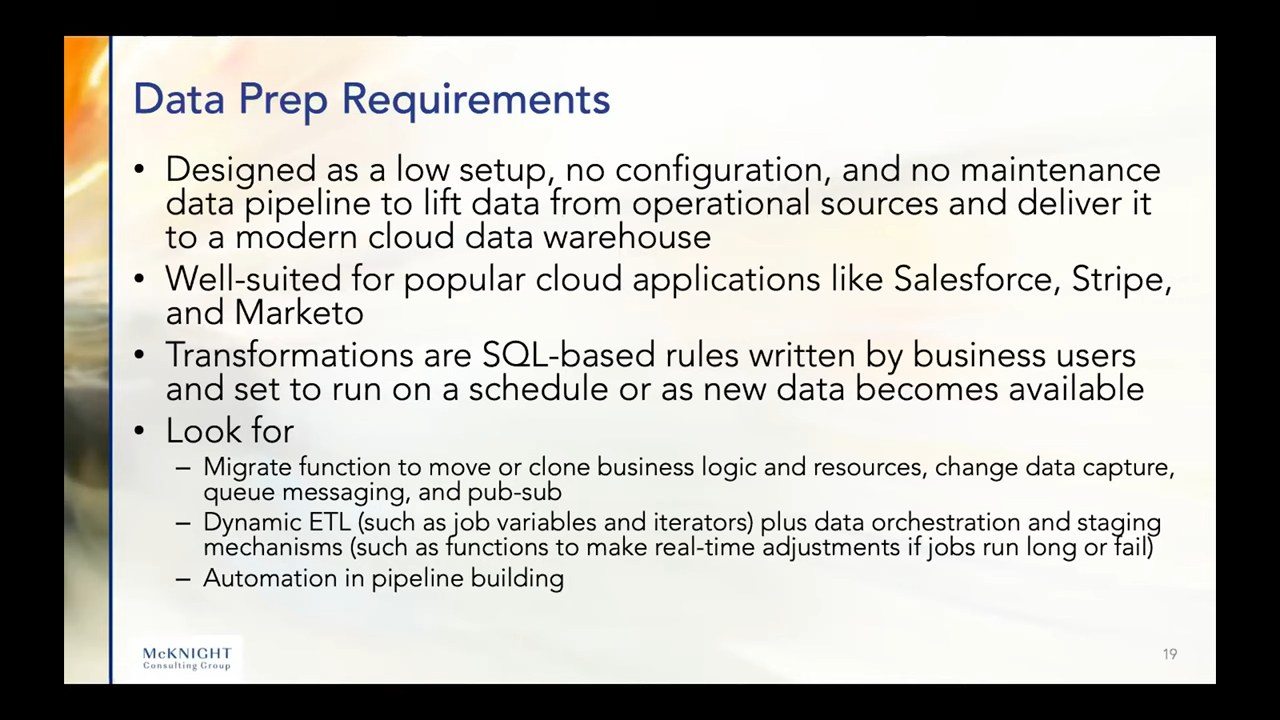 Data Prep Requirements
• Designed as a low setup, no configuration, and no maintenance
data pipeline to lift data from operational sources and deliver it
to a modern cloud data warehouse
• Well-suited for popular cloud applications like Salesforce, Stripe,
and Marketo
• Transformations are SQL-based rules written by business users
and set to run on a schedule or as new data becomes available
• Look for
– Migrate function to move or clone business logic and resources, change data capture,
queue messaging, and pub-sub
– Dynamic ETL (such as job variables and iterators) plus data orchestration and staging
mechanisms (such as functions to make real-time adjustments if jobs run long or fail)
– Automation in pipeline building
McKNIGHT
Consulting Group
19